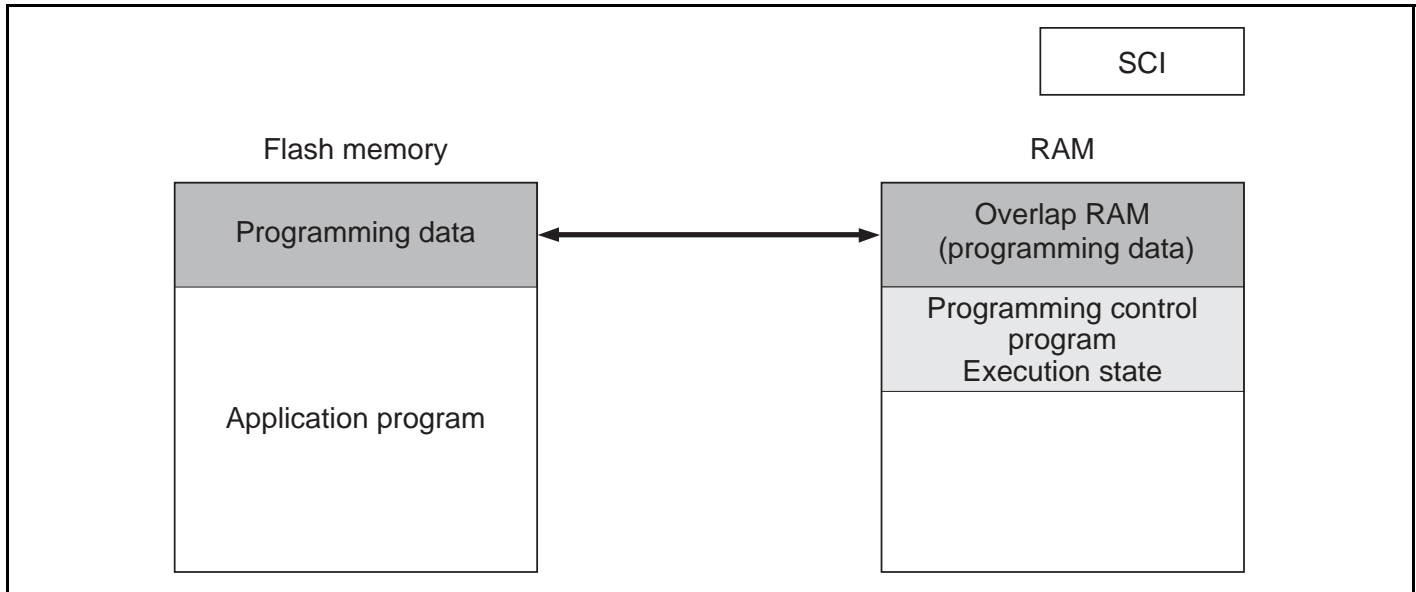 SCI
Flash memory
RAM
Programming data
Overlap RAM
(programming data)
Programming control
program
Execution state
Application program